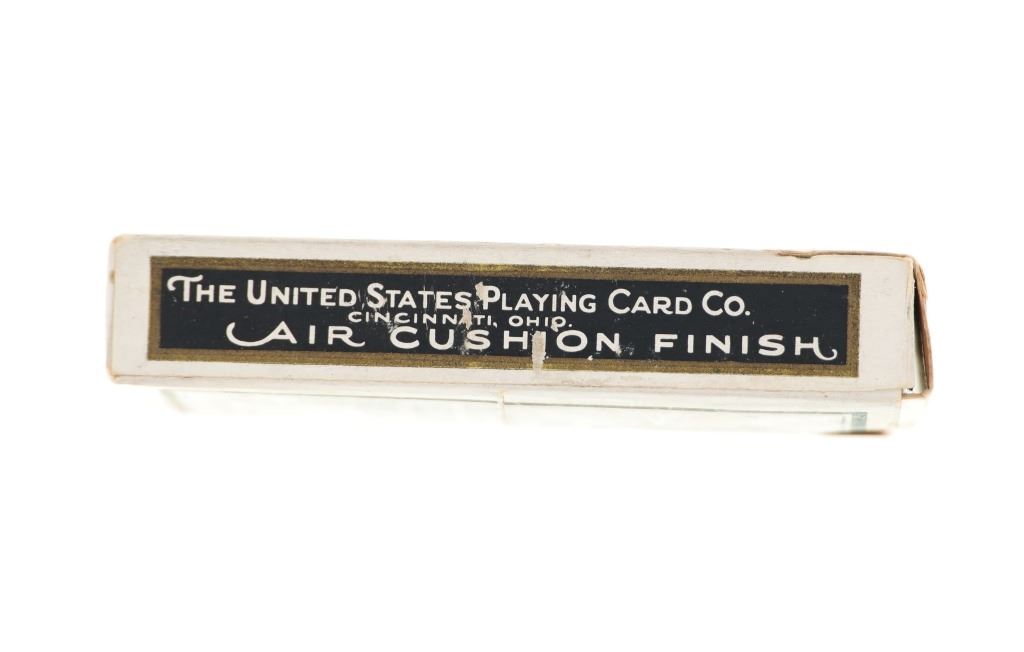 The United States Playing Card Co.
CINCINNATI, OHIO.
AIR CUSHION FINISH